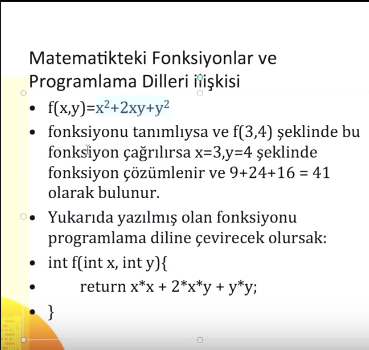 Matematikteki Fonksiyonlar ve
Programlama Dilleri ilişkisi
• f(x,y)=x²+2xy+y²
• fonksiyonu tanımlıysa ve f(3,4) şeklinde bu
fonksiyon çağrılırsa x=3,y=4 şeklinde
fonksiyon çözümlenir ve 9+24+16 = 41
olarak bulunur.
• Yukarıda yazılmış olan fonksiyonu
programlama diline çevirecek olursak:
• int f(int x, int y){
• return x*x + 2*x*y + y*y;
• }